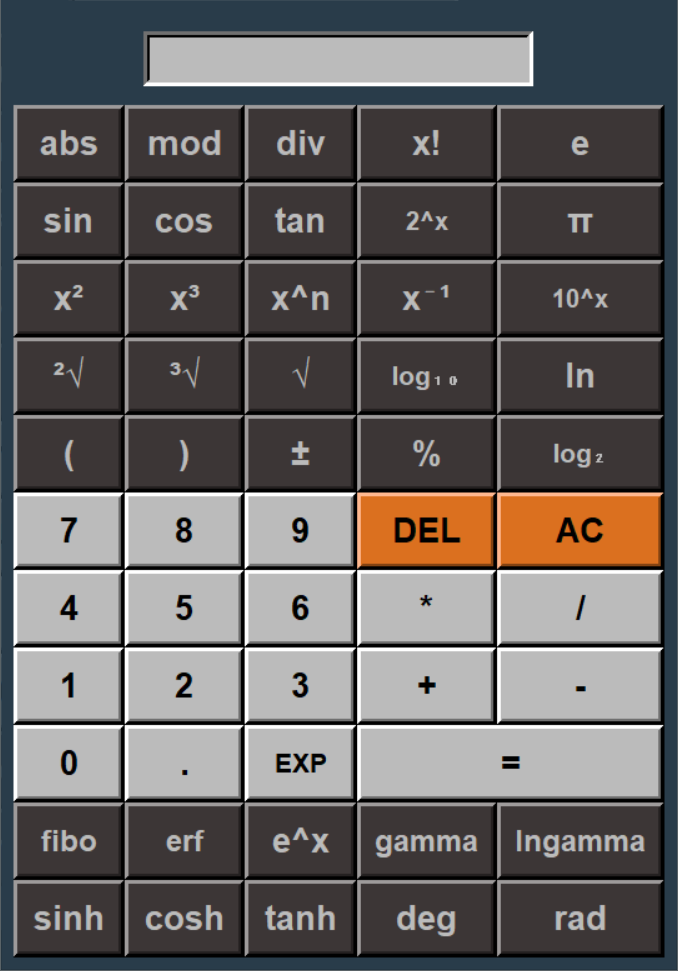 abs mod div x! e
sin cos tan 2^x π
x² x³ x^n x⁻¹ 10^x
²√ ³√ √ log₁₀ ln
( ) ± % log₂
7 8 9 DEL AC
4 5 6 * /
1 2 3 + -
0 . EXP =
fibo erf e^x gamma lngamma
sinh cosh tanh deg rad